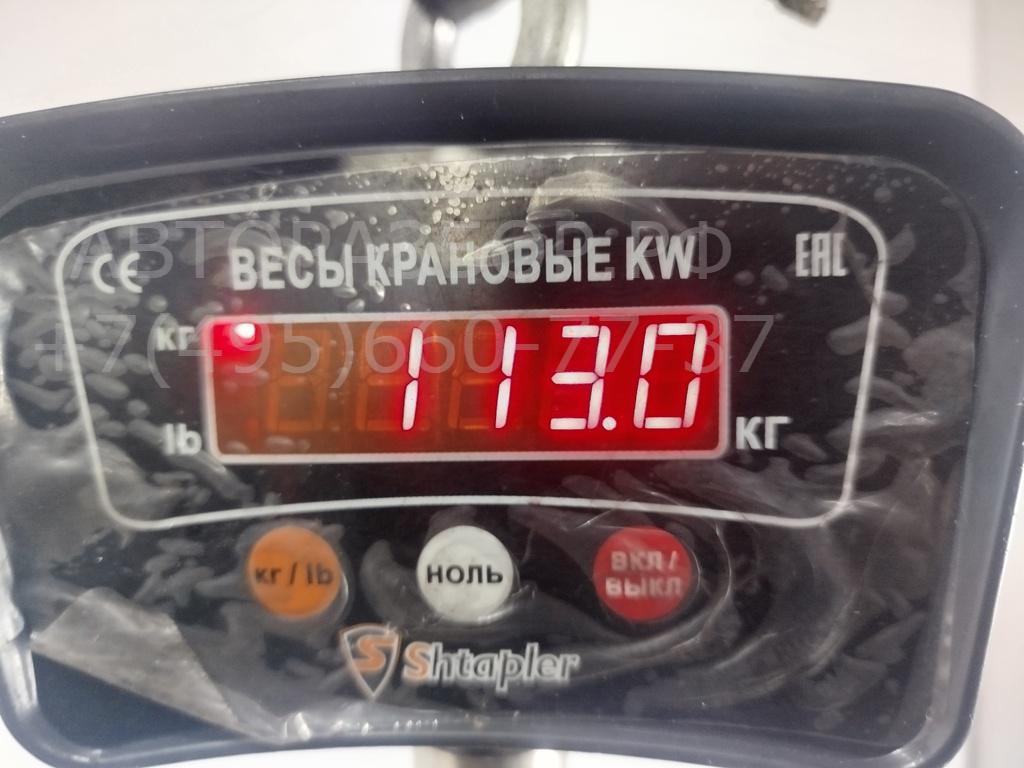 АВТОРАЗБОР.РФ
CE
ВЕСЫ КРАНОВЫЕ KW
EAC
+7(495)660-77-37
кг
113.0
lb
КГ
кг / lb
НОЛЬ
ВКЛ /
ВЫКЛ
S Shtapler